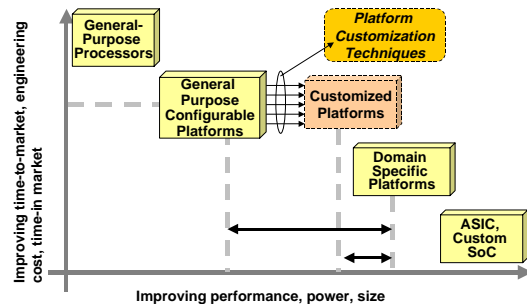 General-
Purpose
Processors
Platform
Customization
Techniques
General
Purpose
Configurable
Platforms
Customized
Platforms
Domain
Specific
Platforms
ASIC,
Custom
SoC
Improving time-to-market, engineering
cost, time-in market
Improving performance, power, size